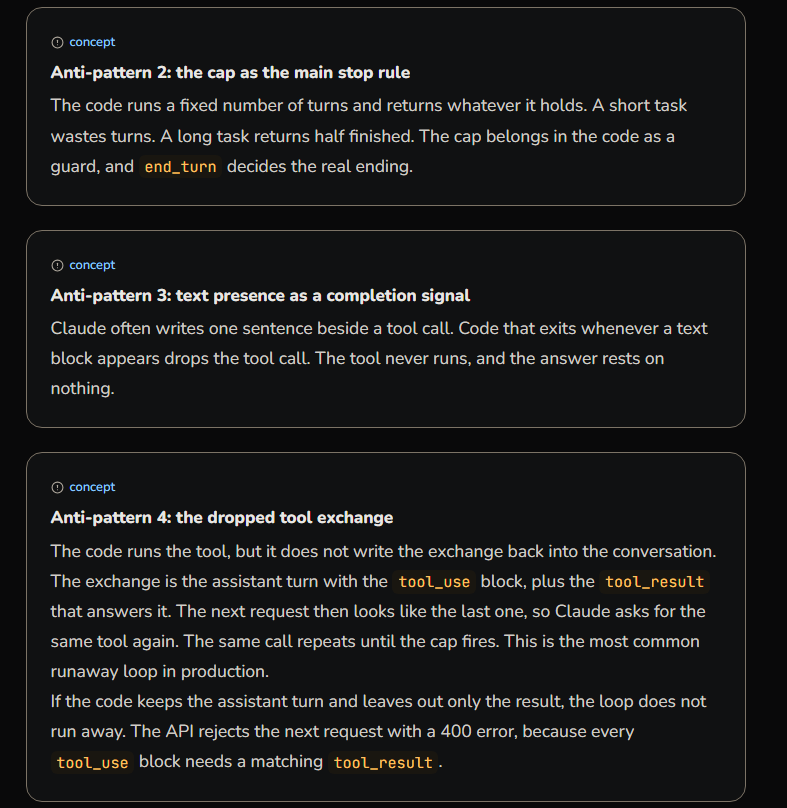 concept
Anti-pattern 2: the cap as the main stop rule
The code runs a fixed number of turns and returns whatever it holds. A short task
wastes turns. A long task returns half finished. The cap belongs in the code as a
guard, and end_turn decides the real ending.
concept
Anti-pattern 3: text presence as a completion signal
Claude often writes one sentence beside a tool call. Code that exits whenever a text
block appears drops the tool call. The tool never runs, and the answer rests on
nothing.
concept
Anti-pattern 4: the dropped tool exchange
The code runs the tool, but it does not write the exchange back into the conversation.
The exchange is the assistant turn with the tool_use block, plus the tool_result
that answers it. The next request then looks like the last one, so Claude asks for the
same tool again. The same call repeats until the cap fires. This is the most common
runaway loop in production.
If the code keeps the assistant turn and leaves out only the result, the loop does not
run away. The API rejects the next request with a 400 error, because every
tool_use block needs a matching tool_result.